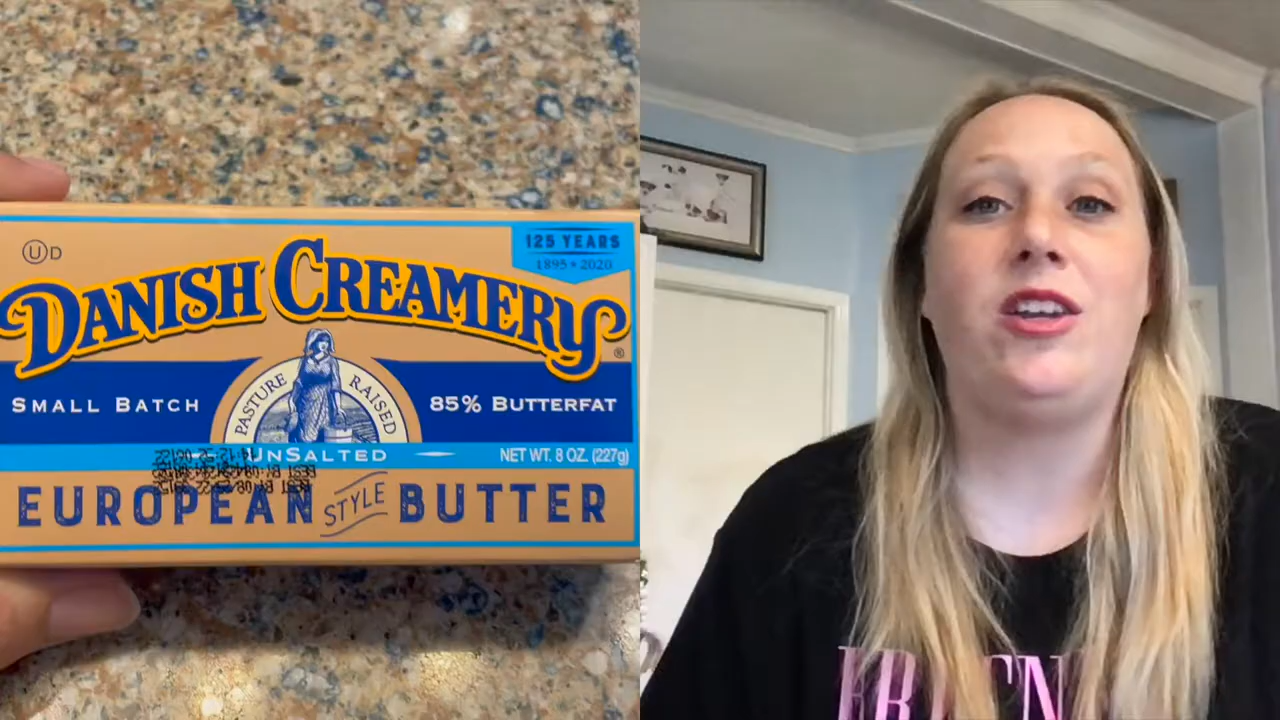 U D
125 YEARS
1895 • 2020
DANISH CREAMERY®
PASTURE RAISED
SMALL BATCH
85% BUTTERFAT
UNSALTED
NET WT. 8 OZ. (227g)
EUROPEAN STYLE BUTTER